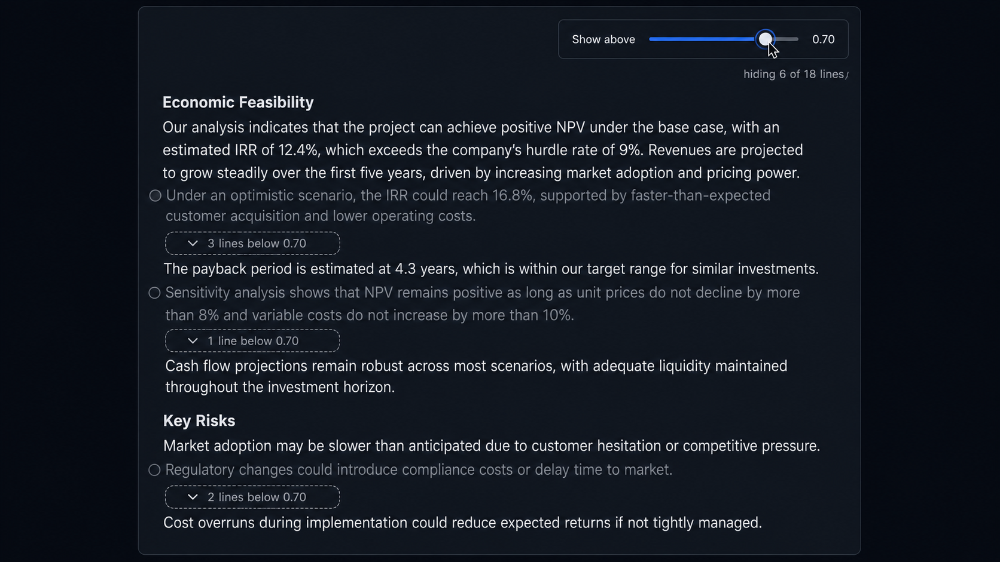 Show above 0.70
hiding 6 of 18 lines
Economic Feasibility
Our analysis indicates that the project can achieve positive NPV under the base case, with an
estimated IRR of 12.4%, which exceeds the company's hurdle rate of 9%. Revenues are projected
to grow steadily over the first five years, driven by increasing market adoption and pricing power.
Under an optimistic scenario, the IRR could reach 16.8%, supported by faster-than-expected
customer acquisition and lower operating costs.
3 lines below 0.70
The payback period is estimated at 4.3 years, which is within our target range for similar investments.
Sensitivity analysis shows that NPV remains positive as long as unit prices do not decline by more
than 8% and variable costs do not increase by more than 10%.
1 line below 0.70
Cash flow projections remain robust across most scenarios, with adequate liquidity maintained
throughout the investment horizon.
Key Risks
Market adoption may be slower than anticipated due to customer hesitation or competitive pressure.
Regulatory changes could introduce compliance costs or delay time to market.
2 lines below 0.70
Cost overruns during implementation could reduce expected returns if not tightly managed.